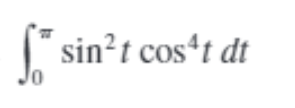 ∫₀^π sin²t cos⁴t dt